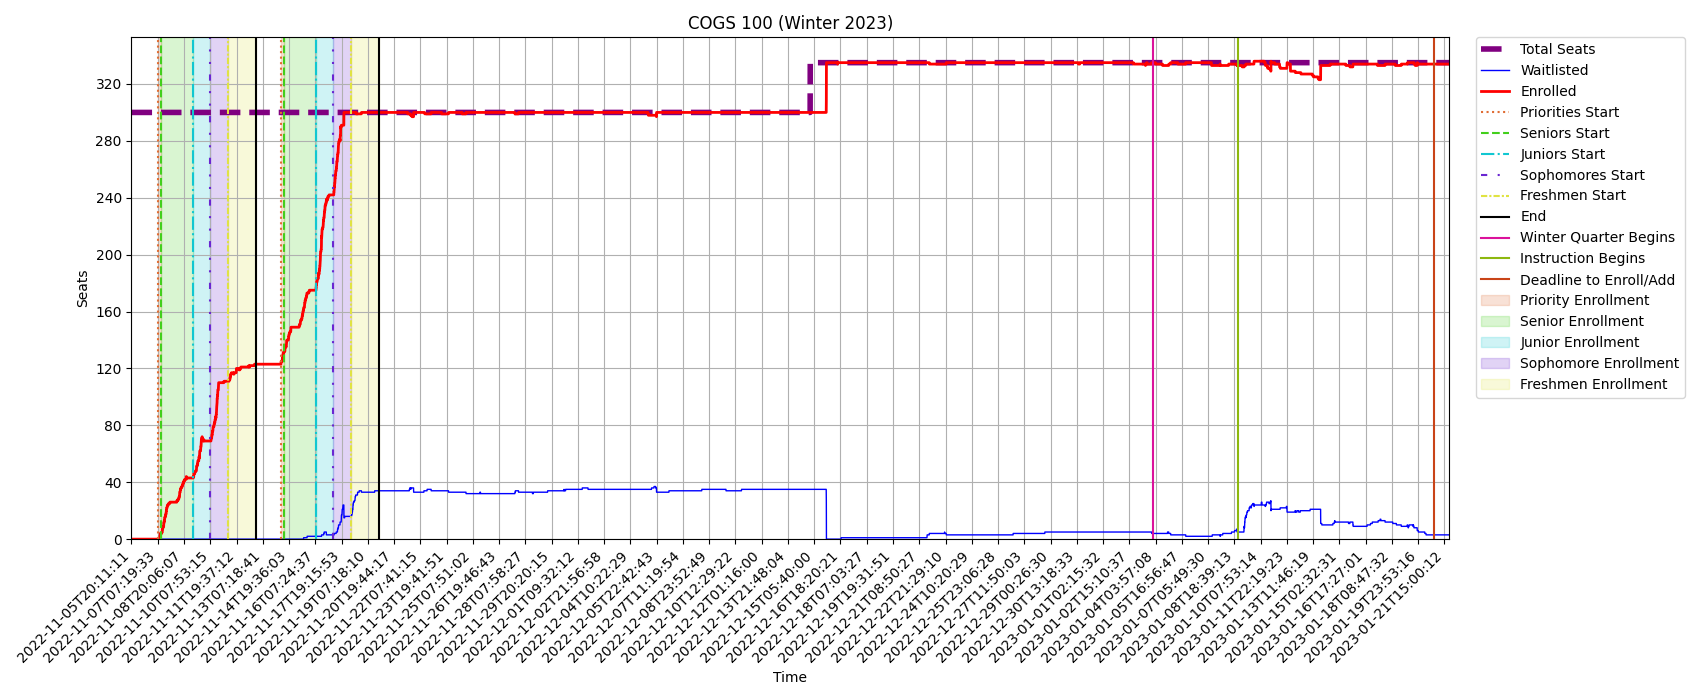 COGS 100 (Winter 2023)
Seats
320
280
240
200
160
120
80
40
0
2022-11-05T20:11:11
2022-11-07T07:19:33
2022-11-08T20:06:07
2022-11-10T07:53:15
2022-11-11T19:37:12
2022-11-13T07:18:41
2022-11-14T19:36:03
2022-11-16T07:24:37
2022-11-17T19:15:53
2022-11-19T07:18:10
2022-11-20T19:44:17
2022-11-22T07:41:15
2022-11-23T19:41:51
2022-11-25T07:51:02
2022-11-26T19:46:43
2022-11-28T07:58:27
2022-11-29T20:20:15
2022-12-01T09:32:12
2022-12-02T21:56:58
2022-12-04T10:22:29
2022-12-05T22:42:43
2022-12-07T11:19:54
2022-12-08T23:52:49
2022-12-10T12:29:22
2022-12-12T01:16:00
2022-12-13T21:48:04
2022-12-15T05:40:00
2022-12-16T18:20:21
2022-12-18T07:03:27
2022-12-19T19:31:51
2022-12-21T08:50:27
2022-12-22T21:29:10
2022-12-24T10:20:29
2022-12-25T23:06:28
2022-12-27T11:50:03
2022-12-29T00:26:30
2022-12-30T13:18:33
2023-01-01T02:15:32
2023-01-02T15:10:37
2023-01-04T03:57:08
2023-01-05T16:56:47
2023-01-07T05:49:30
2023-01-08T18:39:13
2023-01-10T07:53:14
2023-01-11T22:19:23
2023-01-13T11:46:19
2023-01-15T02:32:31
2023-01-16T17:27:01
2023-01-18T08:47:32
2023-01-19T23:53:16
2023-01-21T15:00:12
Time
Total Seats
Waitlisted
Enrolled
Priorities Start
Seniors Start
Juniors Start
Sophomores Start
Freshmen Start
End
Winter Quarter Begins
Instruction Begins
Deadline to Enroll/Add
Priority Enrollment
Senior Enrollment
Junior Enrollment
Sophomore Enrollment
Freshmen Enrollment